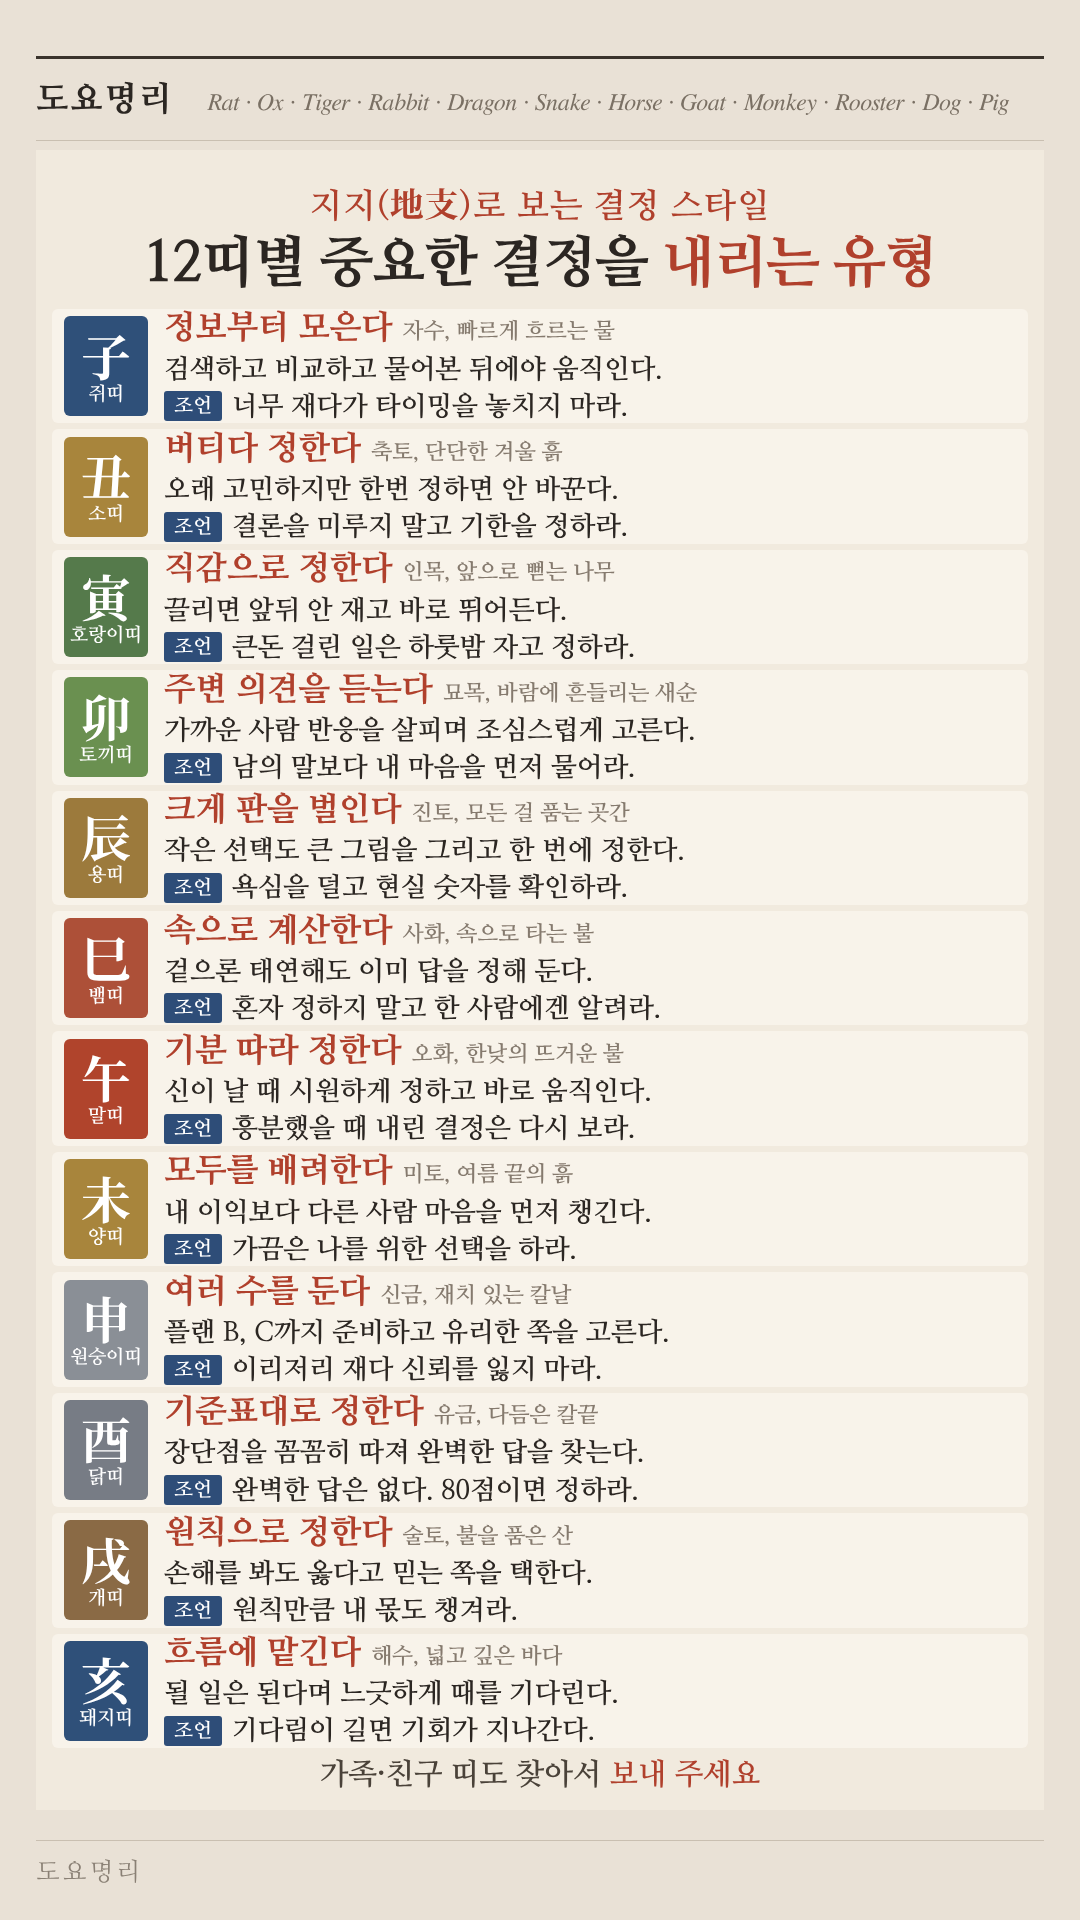 도요명리
Rat · Ox · Tiger · Rabbit · Dragon · Snake · Horse · Goat · Monkey · Rooster · Dog · Pig
지지(地支)로 보는 결정 스타일
12띠별 중요한 결정을 내리는 유형
子
쥐띠
정보부터 모은다 자수, 빠르게 흐르는 물
검색하고 비교하고 물어본 뒤에야 움직인다.
조언 너무 재다가 타이밍을 놓치지 마라.
丑
소띠
버티다 정한다 축토, 단단한 겨울 흙
오래 고민하지만 한번 정하면 안 바꾼다.
조언 결론을 미루지 말고 기한을 정하라.
寅
호랑이띠
직감으로 정한다 인목, 앞으로 뻗는 나무
끌리면 앞뒤 안 재고 바로 뛰어든다.
조언 큰돈 걸린 일은 하룻밤 자고 정하라.
卯
토끼띠
주변 의견을 듣는다 묘목, 바람에 흔들리는 새순
가까운 사람 반응을 살피며 조심스럽게 고른다.
조언 남의 말보다 내 마음을 먼저 물어라.
辰
용띠
크게 판을 벌인다 진토, 모든 걸 품는 곳간
작은 선택도 큰 그림을 그리고 한 번에 정한다.
조언 욕심을 덜고 현실 숫자를 확인하라.
巳
뱀띠
속으로 계산한다 사화, 속으로 타는 불
겉으론 태연해도 이미 답을 정해 둔다.
조언 혼자 정하지 말고 한 사람에겐 알려라.
午
말띠
기분 따라 정한다 오화, 한낮의 뜨거운 불
신이 날 때 시원하게 정하고 바로 움직인다.
조언 흥분했을 때 내린 결정은 다시 보라.
未
양띠
모두를 배려한다 미토, 여름 끝의 흙
내 이익보다 다른 사람 마음을 먼저 챙긴다.
조언 가끔은 나를 위한 선택을 하라.
申
원숭이띠
여러 수를 둔다 신금, 재치 있는 칼날
플랜 B, C까지 준비하고 유리한 쪽을 고른다.
조언 이리저리 재다 신뢰를 잃지 마라.
酉
닭띠
기준표대로 정한다 유금, 다듬은 칼끝
장단점을 꼼꼼히 따져 완벽한 답을 찾는다.
조언 완벽한 답은 없다. 80점이면 정하라.
戌
개띠
원칙으로 정한다 술토, 불을 품은 산
손해를 봐도 옳다고 믿는 쪽을 택한다.
조언 원칙만큼 내 몫도 챙겨라.
亥
돼지띠
흐름에 맡긴다 해수, 넓고 깊은 바다
될 일은 된다며 느긋하게 때를 기다린다.
조언 기다림이 길면 기회가 지나간다.
가족·친구 띠도 찾아서 보내 주세요
도요명리